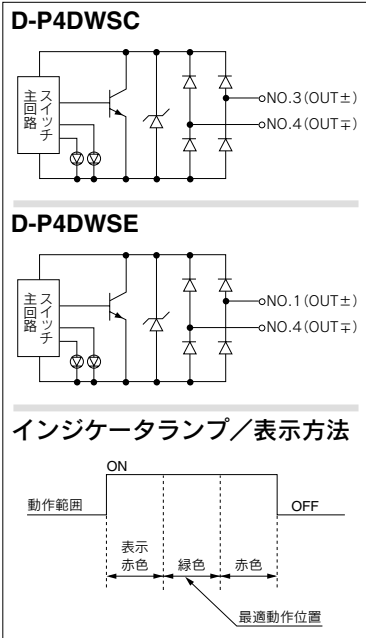 D-P4DWSC
スイッチ
主回路
NO.3(OUT±)
NO.4(OUT∓)
D-P4DWSE
スイッチ
主回路
NO.1(OUT±)
NO.4(OUT∓)
インジケータランプ／表示方法
ON
動作範囲
OFF
表示
赤色
緑色
赤色
最適動作位置